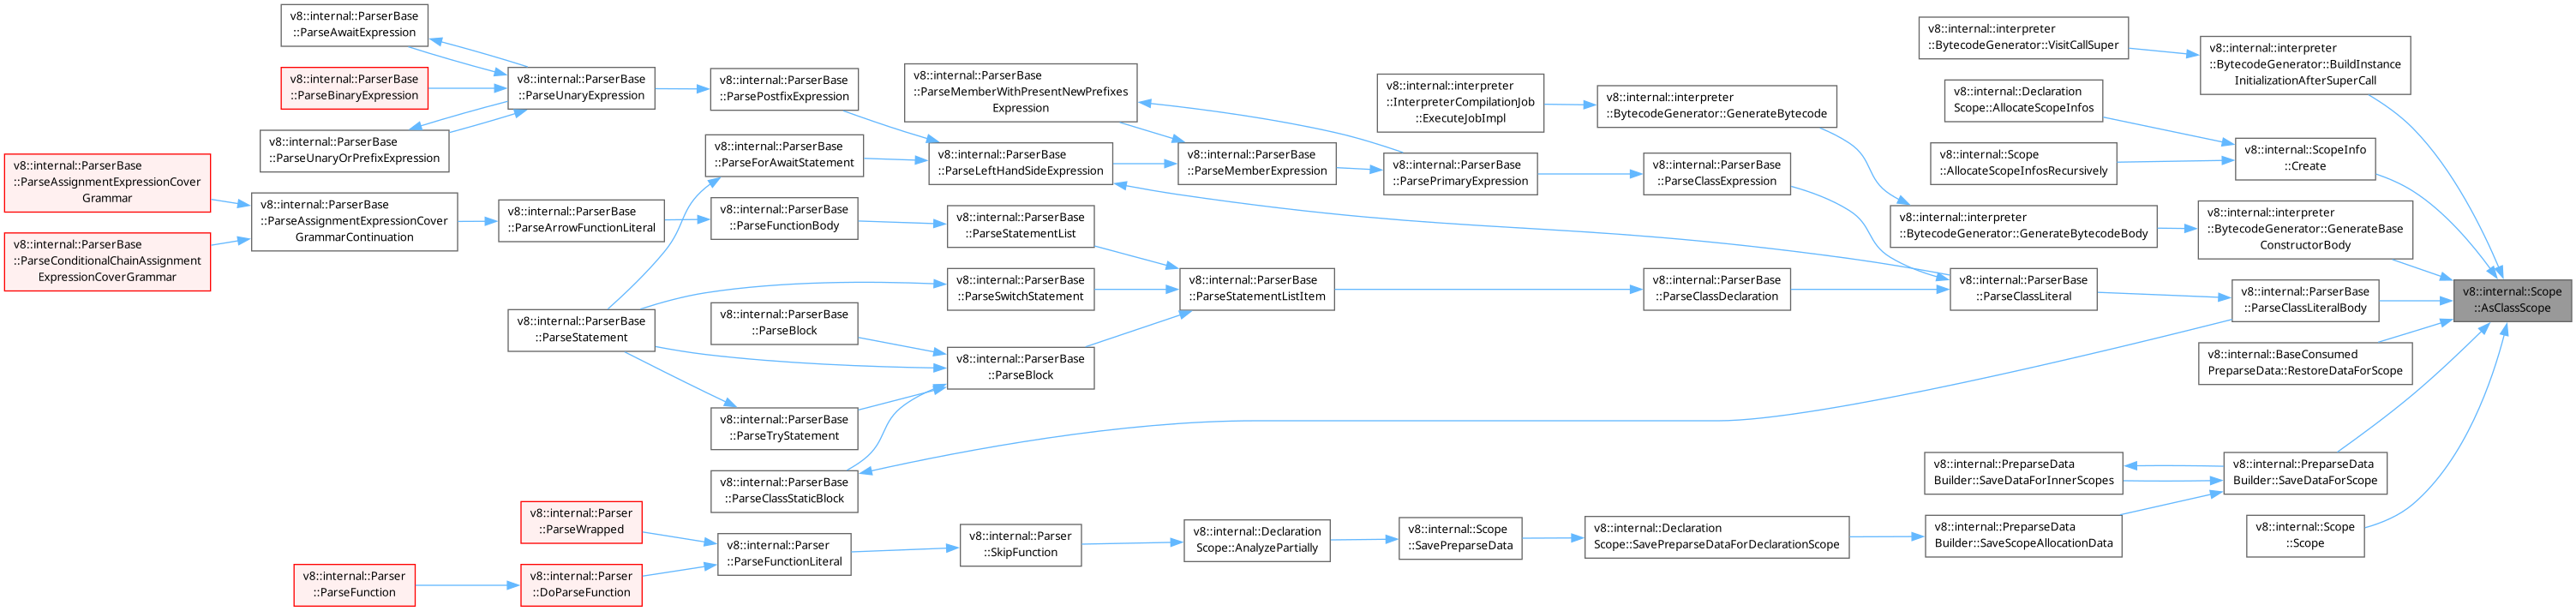 v8::internal::ParserBase
::ParseAwaitExpression
v8::internal::ParserBase
::ParseBinaryExpression
v8::internal::ParserBase
::ParseUnaryOrPrefixExpression
v8::internal::ParserBase
::ParseAssignmentExpressionCover
Grammar
v8::internal::ParserBase
::ParseConditionalChainAssignment
ExpressionCoverGrammar
v8::internal::ParserBase
::ParseAssignmentExpressionCover
GrammarContinuation
v8::internal::Parser
::ParseFunction
v8::internal::ParserBase
::ParseUnaryExpression
v8::internal::ParserBase
::ParseArrowFunctionLiteral
v8::internal::ParserBase
::ParseStatement
v8::internal::Parser
::ParseWrapped
v8::internal::Parser
::DoParseFunction
v8::internal::ParserBase
::ParsePostfixExpression
v8::internal::ParserBase
::ParseForAwaitStatement
v8::internal::ParserBase
::ParseFunctionBody
v8::internal::ParserBase
::ParseBlock
v8::internal::ParserBase
::ParseTryStatement
v8::internal::ParserBase
::ParseClassStaticBlock
v8::internal::Parser
::ParseFunctionLiteral
v8::internal::ParserBase
::ParseMemberWithPresentNewPrefixes
Expression
v8::internal::ParserBase
::ParseLeftHandSideExpression
v8::internal::ParserBase
::ParseStatementList
v8::internal::ParserBase
::ParseSwitchStatement
v8::internal::ParserBase
::ParseBlock
v8::internal::Parser
::SkipFunction
v8::internal::ParserBase
::ParseMemberExpression
v8::internal::ParserBase
::ParseStatementListItem
v8::internal::Declaration
Scope::AnalyzePartially
v8::internal::interpreter
::InterpreterCompilationJob
::ExecuteJobImpl
v8::internal::ParserBase
::ParsePrimaryExpression
v8::internal::Scope
::SavePreparseData
v8::internal::interpreter
::BytecodeGenerator::GenerateBytecode
v8::internal::ParserBase
::ParseClassExpression
v8::internal::ParserBase
::ParseClassDeclaration
v8::internal::Declaration
Scope::SavePreparseDataForDeclarationScope
v8::internal::interpreter
::BytecodeGenerator::VisitCallSuper
v8::internal::Declaration
Scope::AllocateScopeInfos
v8::internal::Scope
::AllocateScopeInfosRecursively
v8::internal::interpreter
::BytecodeGenerator::GenerateBytecodeBody
v8::internal::ParserBase
::ParseClassLiteral
v8::internal::PreparseData
Builder::SaveDataForInnerScopes
v8::internal::PreparseData
Builder::SaveScopeAllocationData
v8::internal::interpreter
::BytecodeGenerator::BuildInstance
InitializationAfterSuperCall
v8::internal::ScopeInfo
::Create
v8::internal::interpreter
::BytecodeGenerator::GenerateBase
ConstructorBody
v8::internal::ParserBase
::ParseClassLiteralBody
v8::internal::BaseConsumed
PreparseData::RestoreDataForScope
v8::internal::PreparseData
Builder::SaveDataForScope
v8::internal::Scope
::Scope
v8::internal::Scope
::AsClassScope